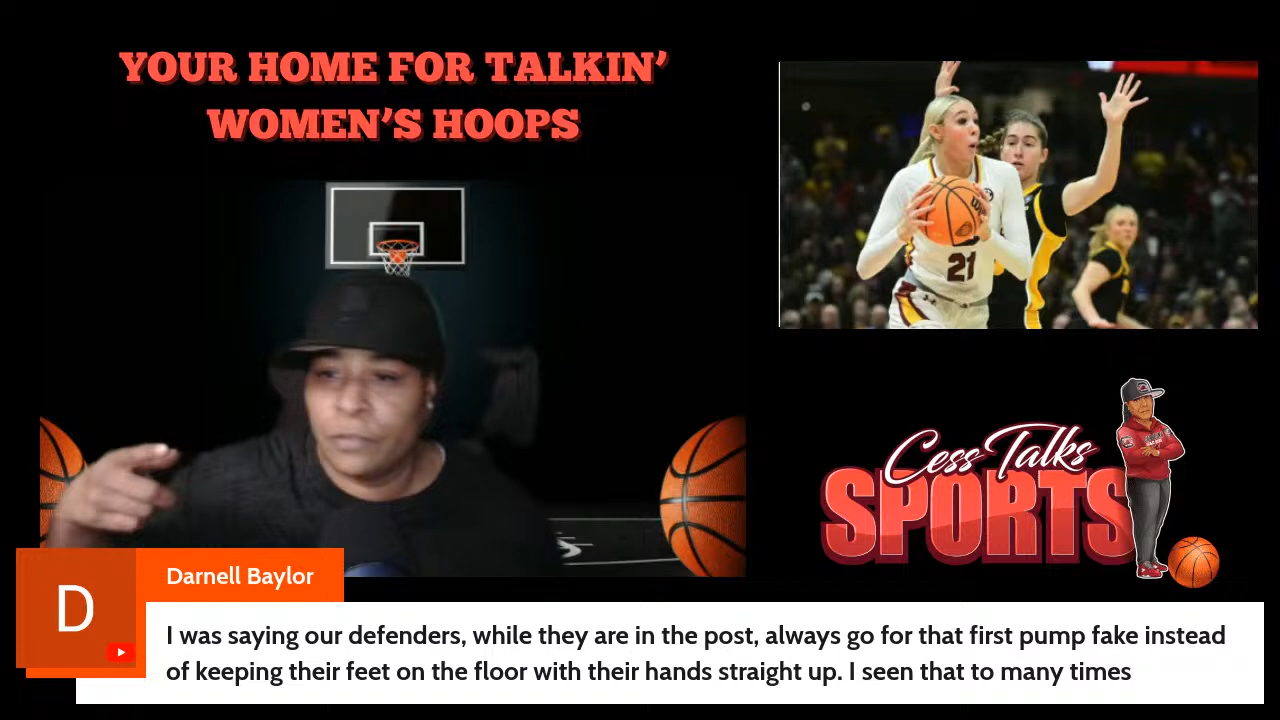 YOUR HOME FOR TALKIN’
WOMEN’S HOOPS
21
Cess Talks
SPORTS
D
Darnell Baylor
I was saying our defenders, while they are in the post, always go for that first pump fake instead
of keeping their feet on the floor with their hands straight up. I seen that to many times